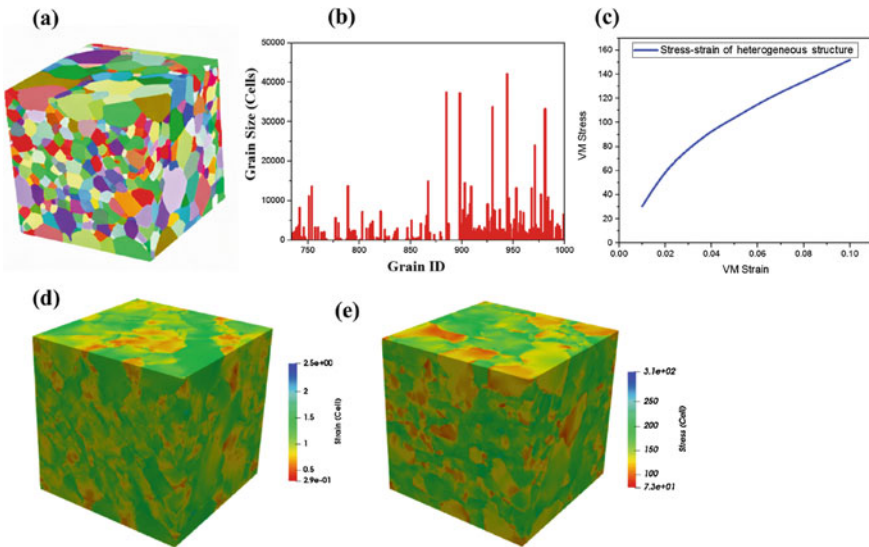 (a)
(b)
Grain Size (Cells)
50000
40000
30000
20000
10000
0
750
800
850
900
950
1000
Grain ID
(c)
Stress-strain of heterogeneous structure
VM Stress
160
140
120
100
80
60
40
20
0
0.00
0.02
0.04
0.06
0.08
0.10
VM Strain
(d)
2.5e+00
2
1.5
1
0.5
2.9e-01
Strain (Cell)
(e)
3.1e+02
250
200
150
100
7.3e+01
Stress (Cell)